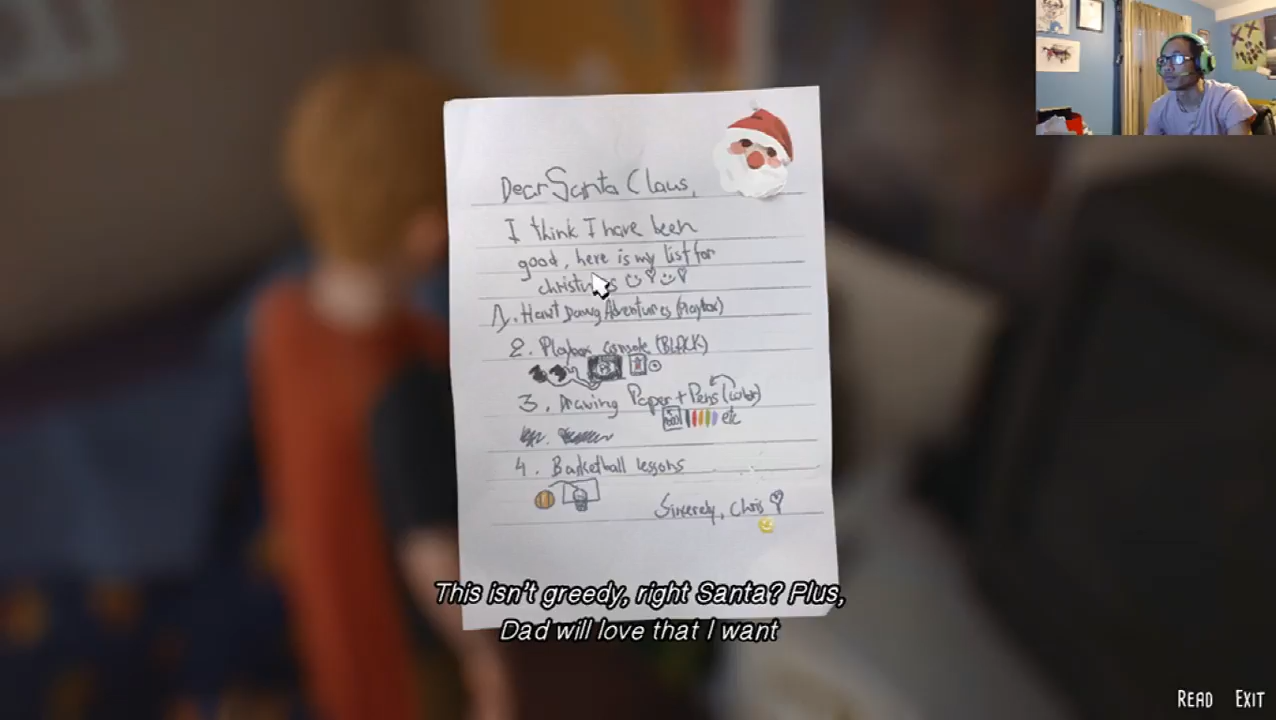 Dear Santa Claus,
I think I have been
good, here is my list for
christmas
1. Hawt Dawg Adventures (Playbox)
2. Playbox console (BLACK)
3. Drawing Paper + Pens (color)
etc
4. Basketball lessons
Sincerely, Chris
This isn't greedy, right Santa? Plus,
Dad will love that I want
READ EXIT